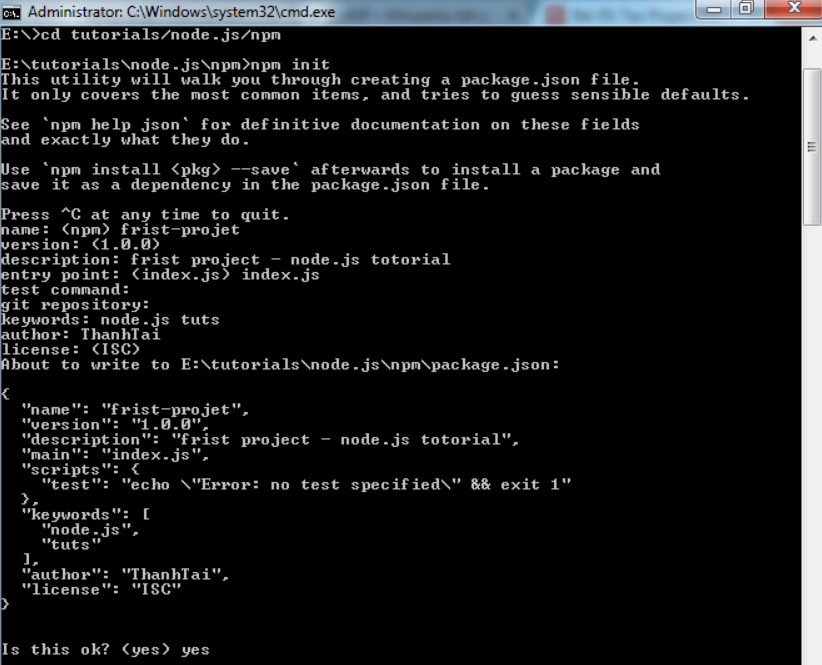 Administrator: C:\Windows\system32\cmd.exe
E:\>cd tutorials/node.js/npm
E:\tutorials\node.js\npm>npm init
This utility will walk you through creating a package.json file.
It only covers the most common items, and tries to guess sensible defaults.
See `npm help json` for definitive documentation on these fields
and exactly what they do.
Use `npm install <pkg> --save` afterwards to install a package and
save it as a dependency in the package.json file.
Press ^C at any time to quit.
name: (npm) frist-projet
version: (1.0.0)
description: frist project - node.js totorial
entry point: (index.js) index.js
test command:
git repository:
keywords: node.js tuts
author: ThanhTai
license: (ISC)
About to write to E:\tutorials\node.js\npm\package.json:
{
  "name": "frist-projet",
  "version": "1.0.0",
  "description": "frist project - node.js totorial",
  "main": "index.js",
  "scripts": {
    "test": "echo \"Error: no test specified\" && exit 1"
  },
  "keywords": [
    "node.js",
    "tuts"
  ],
  "author": "ThanhTai",
  "license": "ISC"
}
Is this ok? (yes) yes